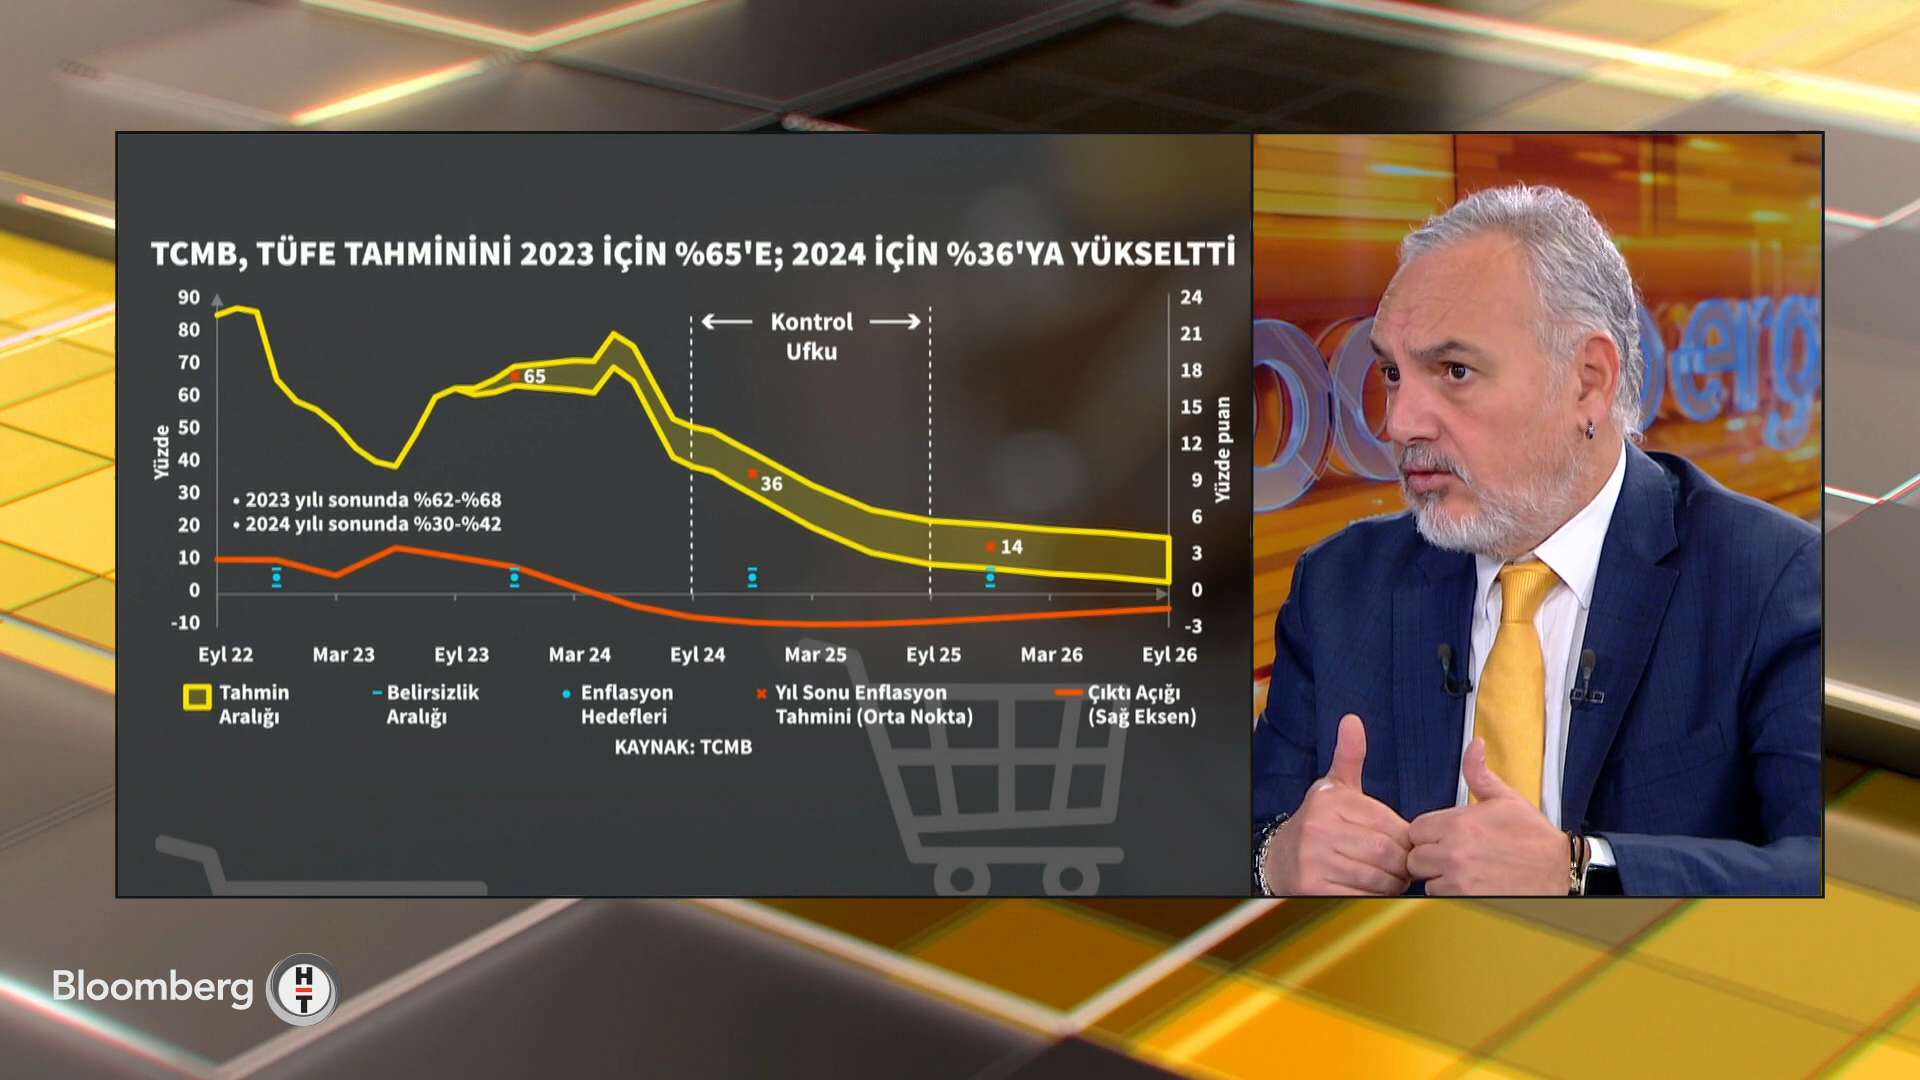 TCMB, TÜFE TAHMİNİNİ 2023 İÇİN %65'E; 2024 İÇİN %36'YA YÜKSELTTİ
90
80
70
60
50
40
30
20
10
0
-10
Yüzde
24
21
18
15
12
9
6
3
0
-3
Yüzde puan
Kontrol
Ufku
65
36
14
• 2023 yılı sonunda %62-%68
• 2024 yılı sonunda %30-%42
Eyl 22 Mar 23 Eyl 23 Mar 24 Eyl 24 Mar 25 Eyl 25 Mar 26 Eyl 26
Tahmin
Aralığı
Belirsizlik
Aralığı
Enflasyon
Hedefleri
Yıl Sonu Enflasyon
Tahmini (Orta Nokta)
Çıktı Açığı
(Sağ Eksen)
KAYNAK: TCMB
Bloomberg HT